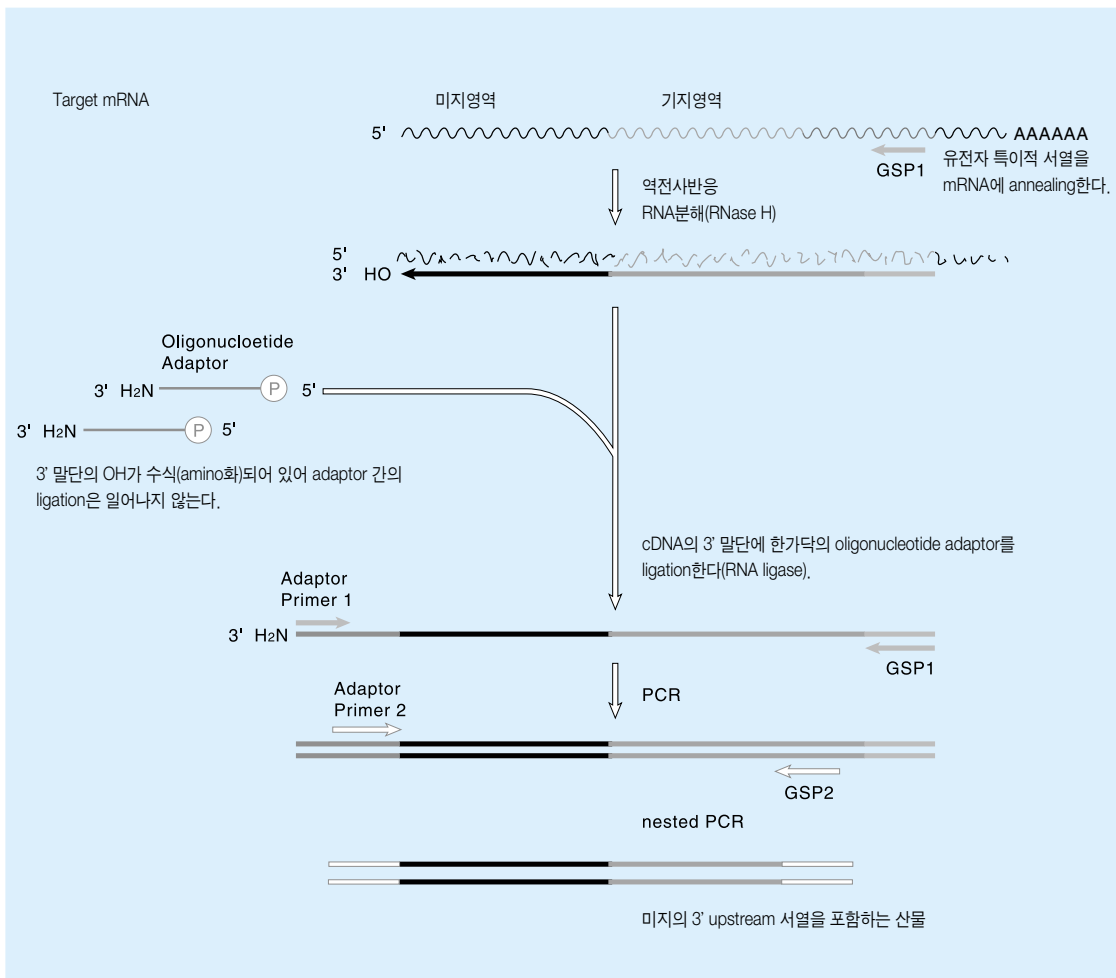 Target mRNA
미지영역
기지영역
5'
AAAAAA
GSP1
유전자 특이적 서열을
mRNA에 annealing한다.
역전사반응
RNA분해(RNase H)
5'
3' HO
Oligonucloetide
Adaptor
3' H2N
P
5'
3' H2N
P
5'
3' 말단의 OH가 수식(amino화)되어 있어 adaptor 간의
ligation은 일어나지 않는다.
cDNA의 3' 말단에 한가닥의 oligonucleotide adaptor를
ligation한다(RNA ligase).
Adaptor
Primer 1
3' H2N
GSP1
PCR
Adaptor
Primer 2
GSP2
nested PCR
미지의 3' upstream 서열을 포함하는 산물